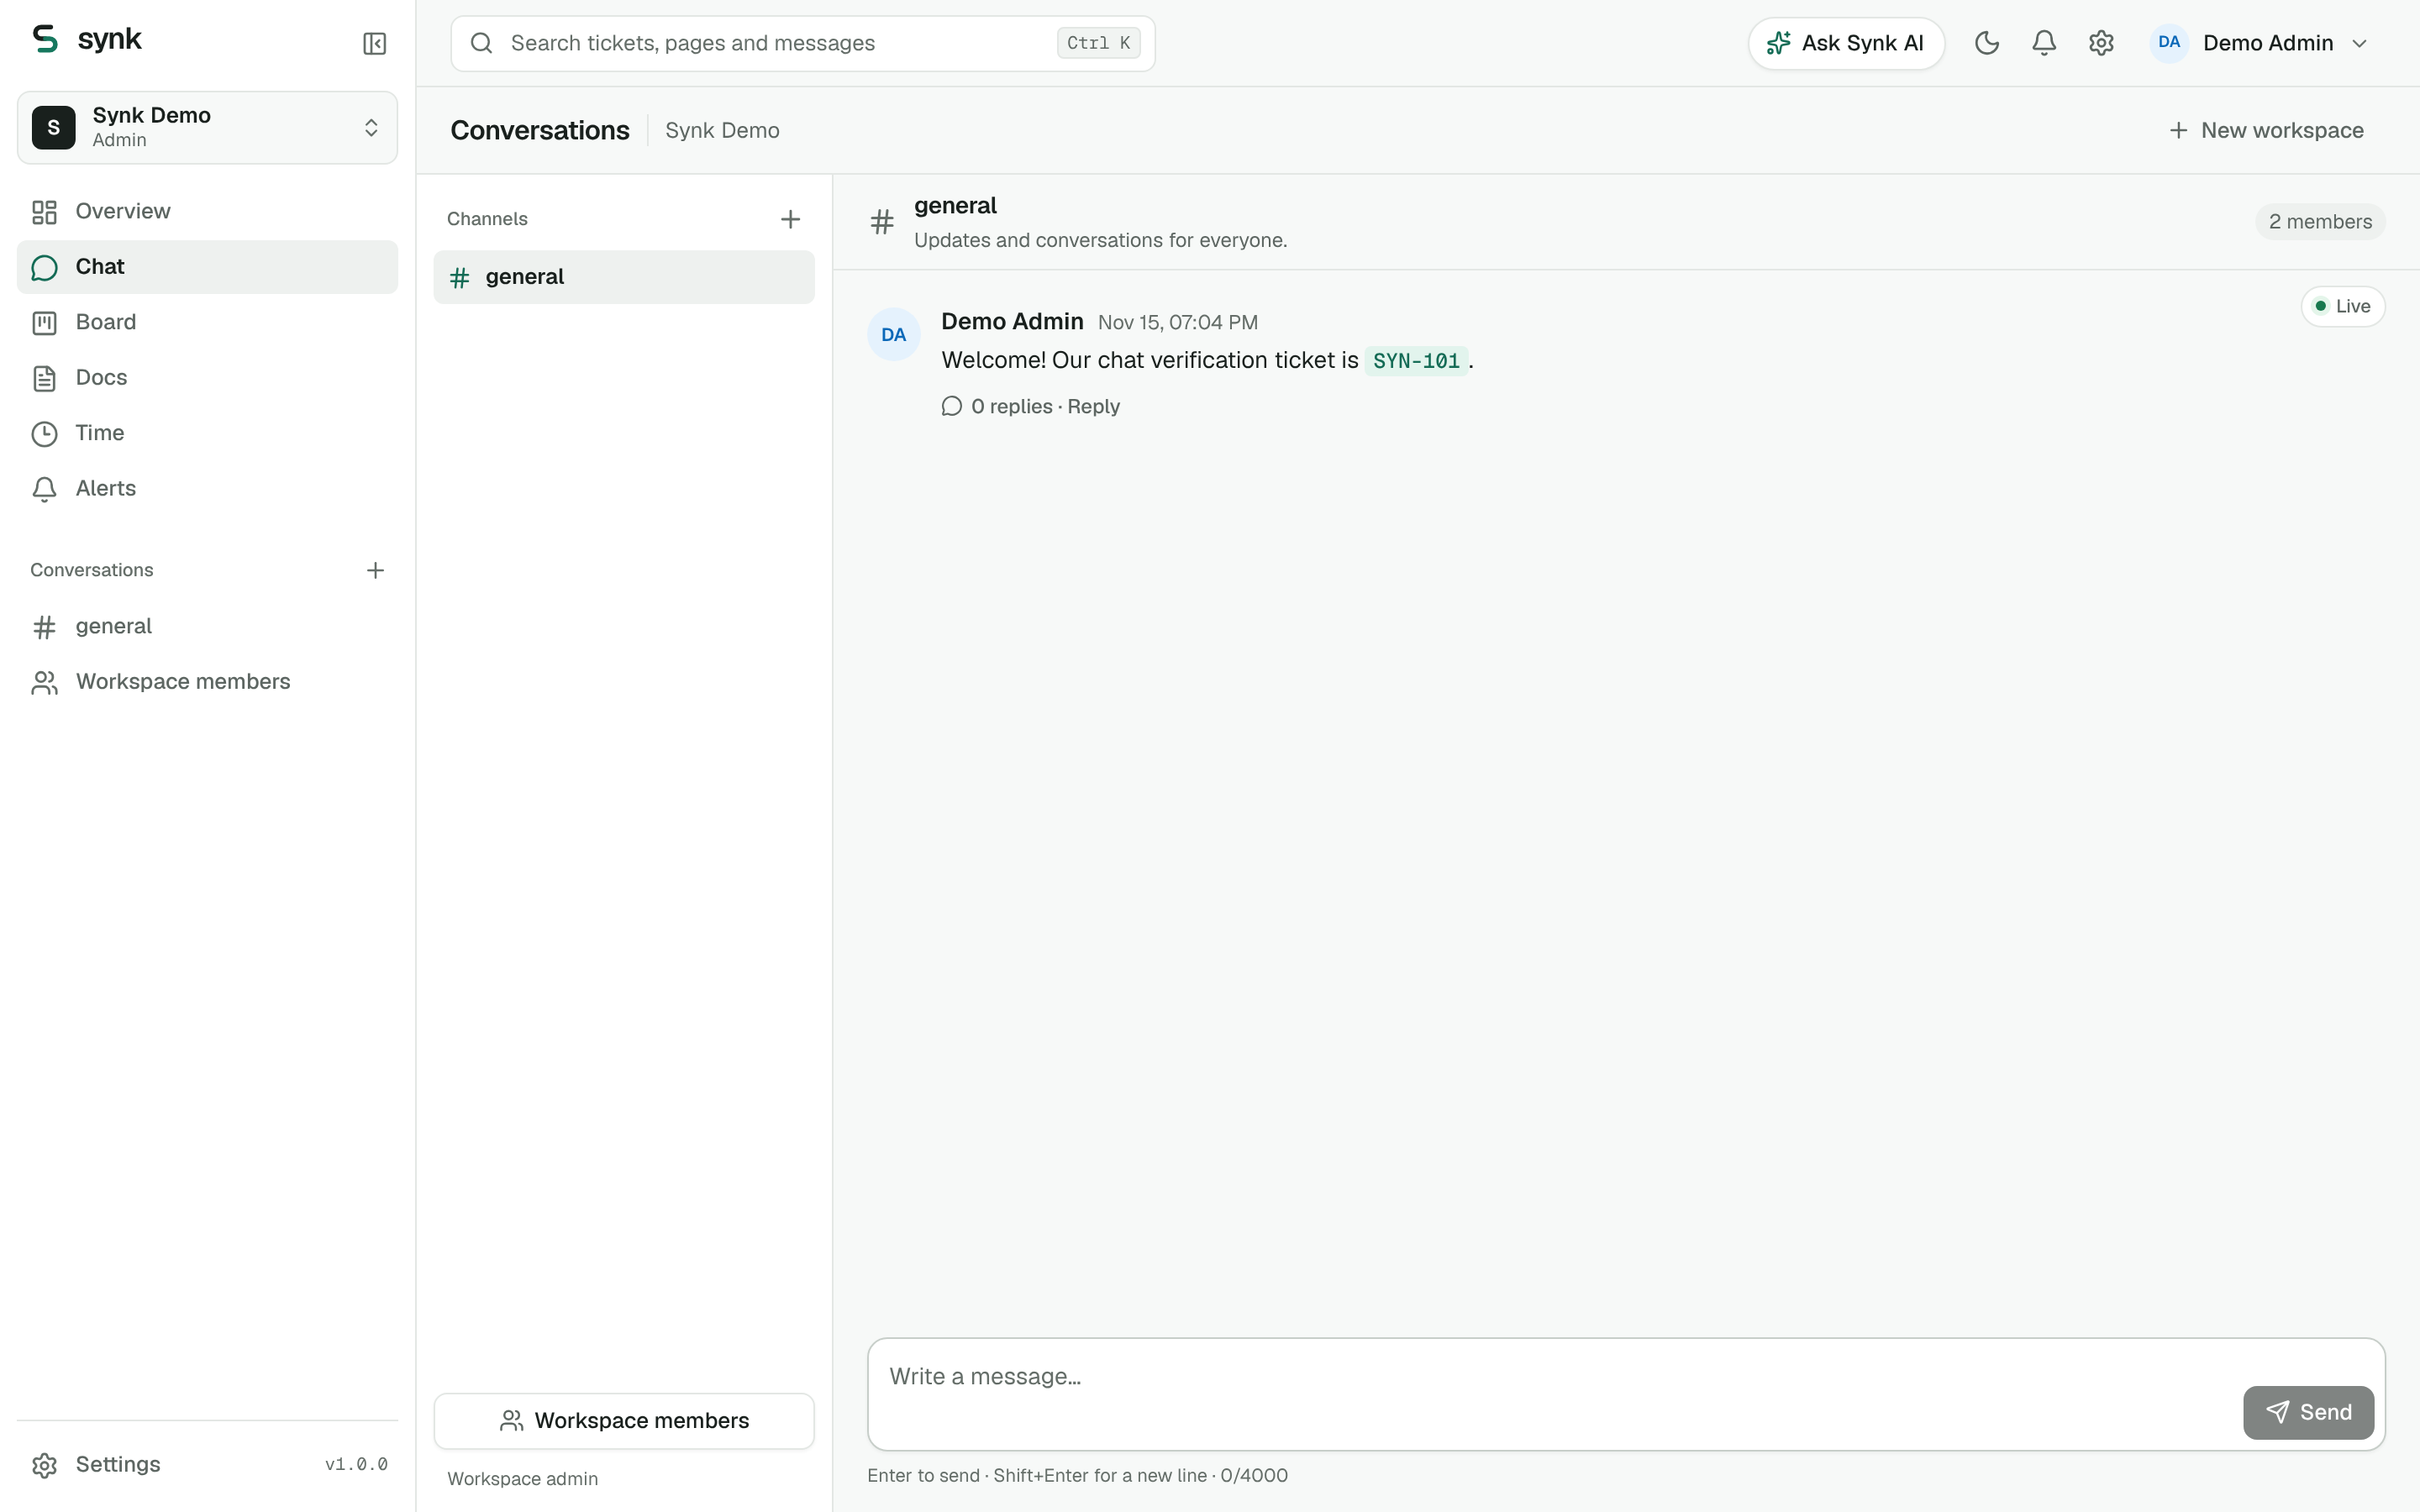 synk
S
Synk Demo
Admin
Overview
Chat
Board
Docs
Time
Alerts
Conversations
general
Workspace members
Settings
v1.0.0
Search tickets, pages and messages
Ctrl K
Ask Synk AI
DA
Demo Admin
Conversations
Synk Demo
New workspace
Channels
# general
Workspace members
Workspace admin
# general
Updates and conversations for everyone.
2 members
Live
DA
Demo Admin Nov 15, 07:04 PM
Welcome! Our chat verification ticket is SYN-101.
0 replies · Reply
Write a message…
Send
Enter to send · Shift+Enter for a new line · 0/4000